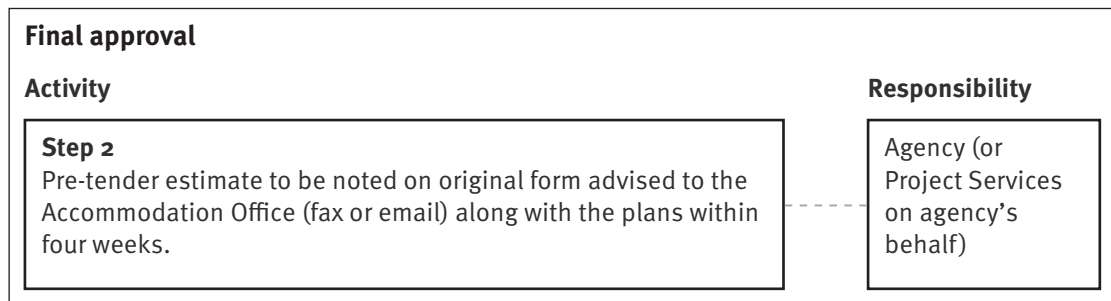 Final approval
Activity
Responsibility
Step 2
Pre-tender estimate to be noted on original form advised to the
Accommodation Office (fax or email) along with the plans within
four weeks.
Agency (or
Project Services
on agency’s
behalf)